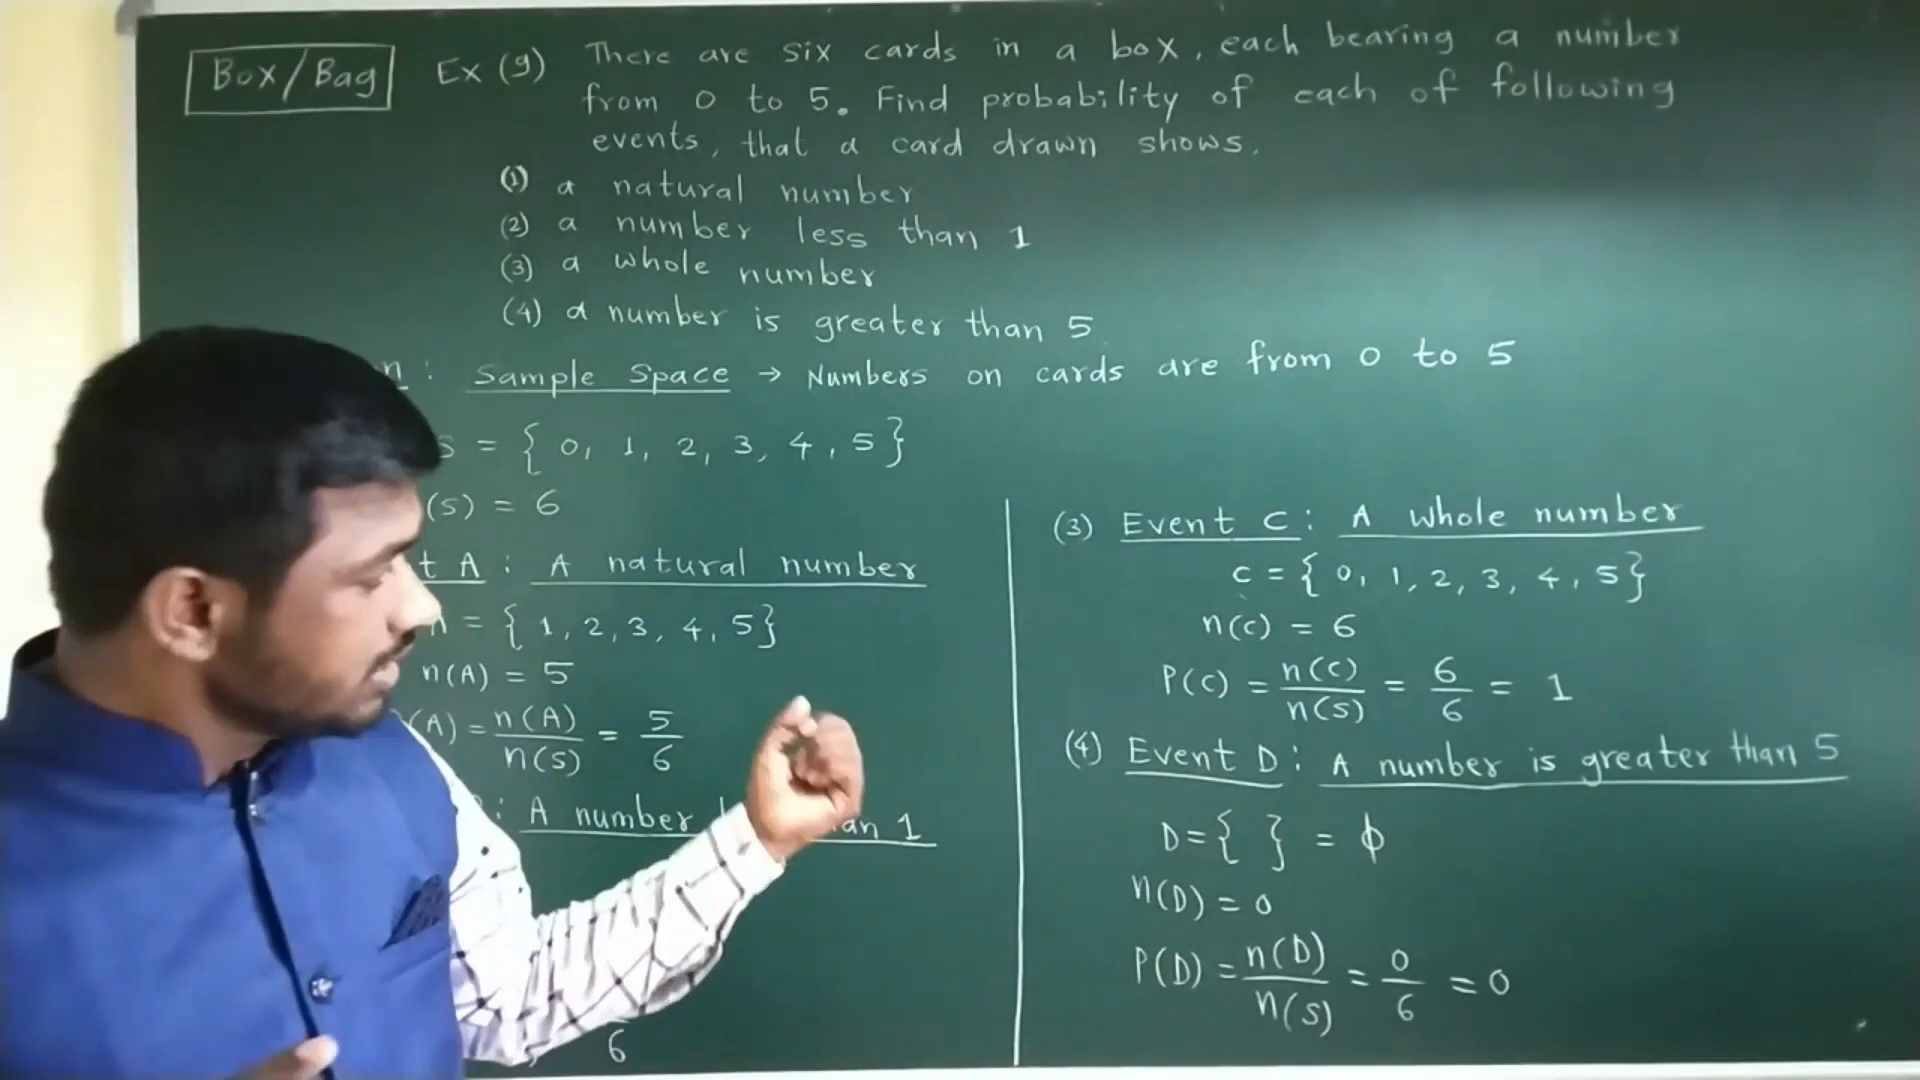 Box/Bag
Ex (9) There are six cards in a box, each bearing a number
from 0 to 5. Find probability of each of following
events, that a card drawn shows.
(1) a natural number
(2) a number less than 1
(3) a whole number
(4) a number is greater than 5
n : Sample Space → Numbers on cards are from 0 to 5
S = { 0, 1, 2, 3, 4, 5 }
(S) = 6
t A : A natural number
A = { 1, 2, 3, 4, 5 }
n(A) = 5
(A) = n(A)/n(S) = 5/6
: A number an 1
6
(3) Event C : A whole number
C = { 0, 1, 2, 3, 4, 5 }
n(C) = 6
P(C) = n(C)/n(S) = 6/6 = 1
(4) Event D : A number is greater than 5
D = { } = ϕ
n(D) = 0
P(D) = n(D)/n(S) = 0/6 = 0